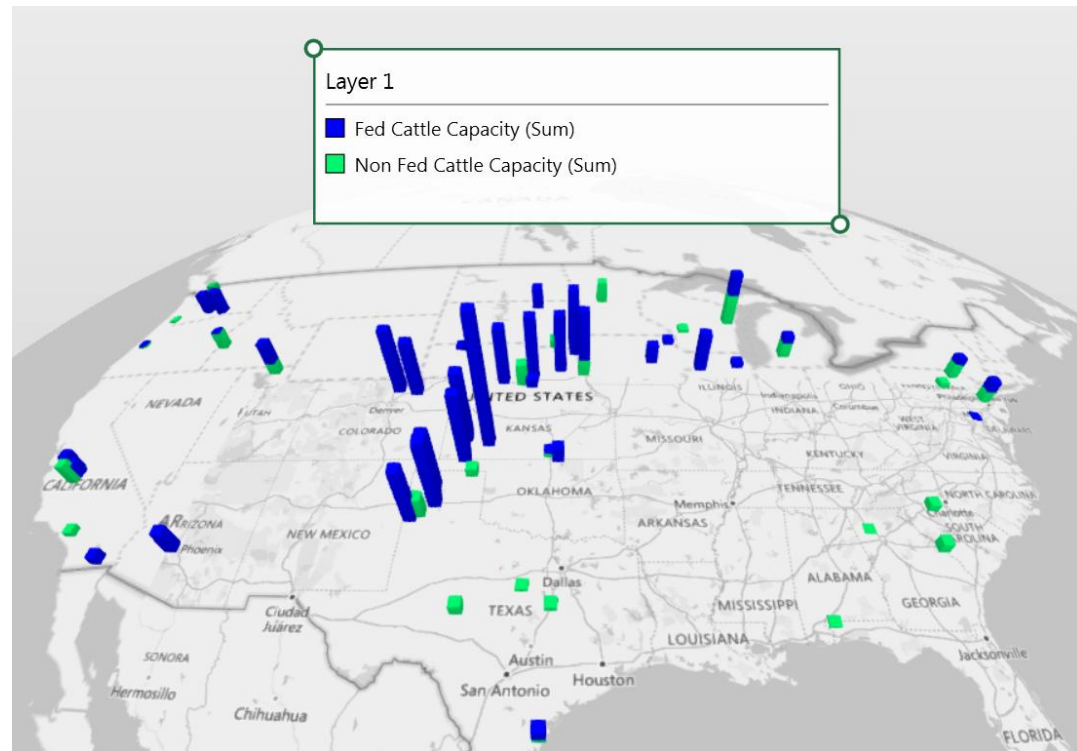 Layer 1
Fed Cattle Capacity (Sum)
Non Fed Cattle Capacity (Sum)
CANADA
NEVADA
UTAH
Denver
COLORADO
UNITED STATES
KANSAS
MISSOURI
ILLINOIS
Indianapolis
INDIANA
OHIO
Columbus
WEST
VIRGINIA
KENTUCKY
VIRGINIA
CALIFORNIA
ARIZONA
Phoenix
NEW MEXICO
OKLAHOMA
ARKANSAS
Memphis
TENNESSEE
NORTH CAROLINA
Charlotte
SOUTH
CAROLINA
Dallas
TEXAS
MISSISSIPPI
ALABAMA
GEORGIA
LOUISIANA
Jacksonville
Ciudad
Juárez
Austin
San Antonio
Houston
SONORA
Hermosillo
Chihuahua
FLORIDA